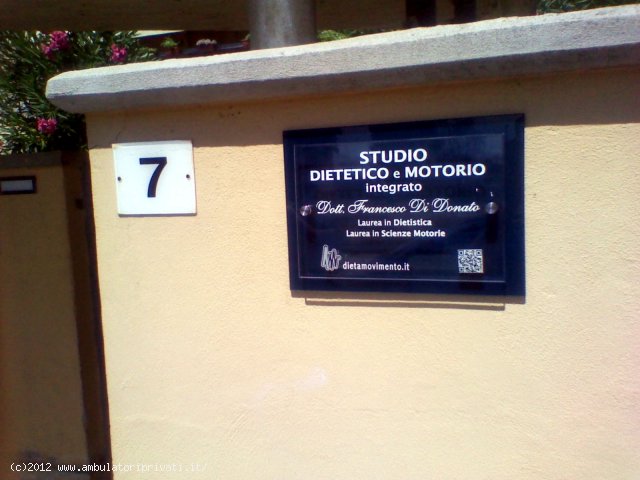 7
STUDIO
DIETETICO e MOTORIO
integrato
Dott. Francesco Di Donato
Laurea in Dietistica
Laurea in Scienze Motorie
dietamovimento.it
(c)2012 www.ambulatoriprivati.it/